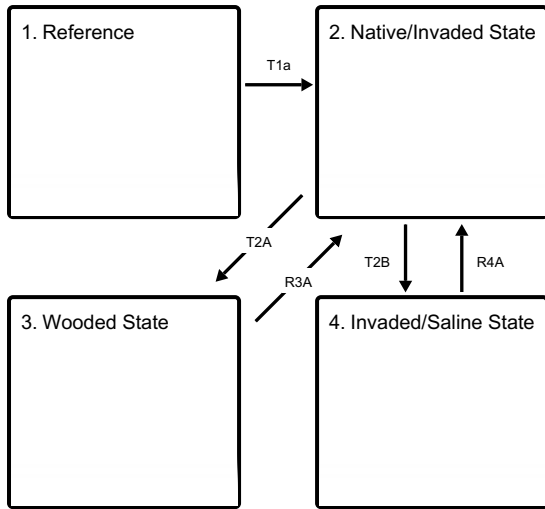 1. Reference
2. Native/Invaded State
T1a
T2A
R3A
T2B
R4A
3. Wooded State
4. Invaded/Saline State